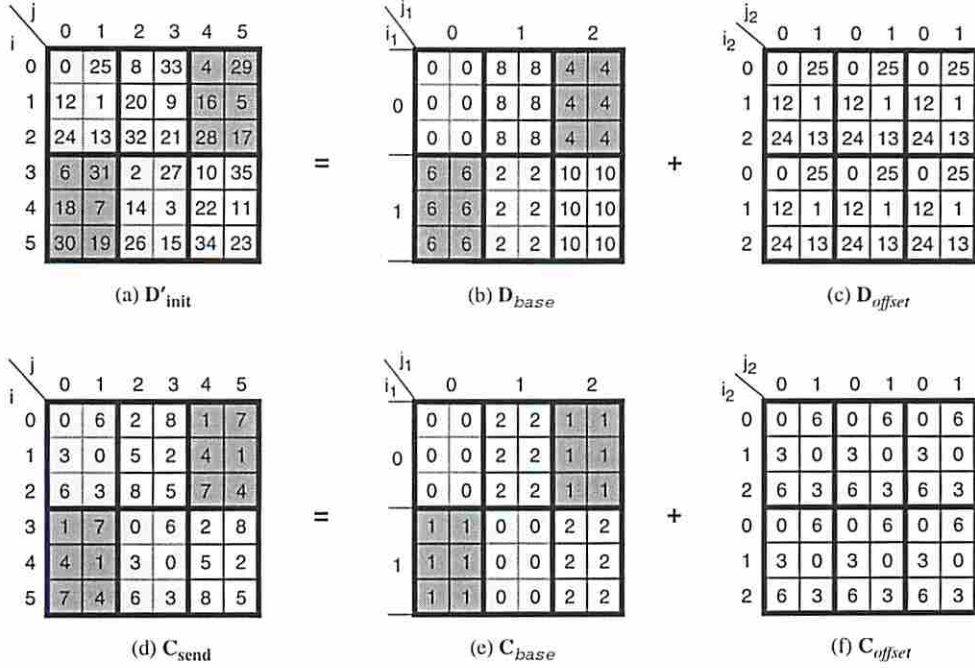 j j₁ j₂
i 0 1 2 3 4 5 i₁ 0 1 2 i₂ 0 1 0 1 0 1
0 0 25 8 33 4 29 0 0 8 8 4 4 0 0 25 0 25 0 25
1 12 1 20 9 16 5 0 0 0 8 8 4 4 1 12 1 12 1 12 1
2 24 13 32 21 28 17 0 0 8 8 4 4 2 24 13 24 13 24 13
= +
3 6 31 2 27 10 35 6 6 2 2 10 10 0 0 25 0 25 0 25
4 18 7 14 3 22 11 1 6 6 2 2 10 10 1 12 1 12 1 12 1
5 30 19 26 15 34 23 6 6 2 2 10 10 2 24 13 24 13 24 13
(a) D′init (b) Dbase (c) Doffset
j j₁ j₂
i 0 1 2 3 4 5 i₁ 0 1 2 i₂ 0 1 0 1 0 1
0 0 6 2 8 1 7 0 0 2 2 1 1 0 0 6 0 6 0 6
1 3 0 5 2 4 1 0 0 0 2 2 1 1 1 3 0 3 0 3 0
2 6 3 8 5 7 4 0 0 2 2 1 1 2 6 3 6 3 6 3
= +
3 1 7 0 6 2 8 1 1 0 0 2 2 0 0 6 0 6 0 6
4 4 1 3 0 5 2 1 1 1 0 0 2 2 1 3 0 3 0 3 0
5 7 4 6 3 8 5 1 1 0 0 2 2 2 6 3 6 3 6 3
(d) Csend (e) Cbase (f) Coffset